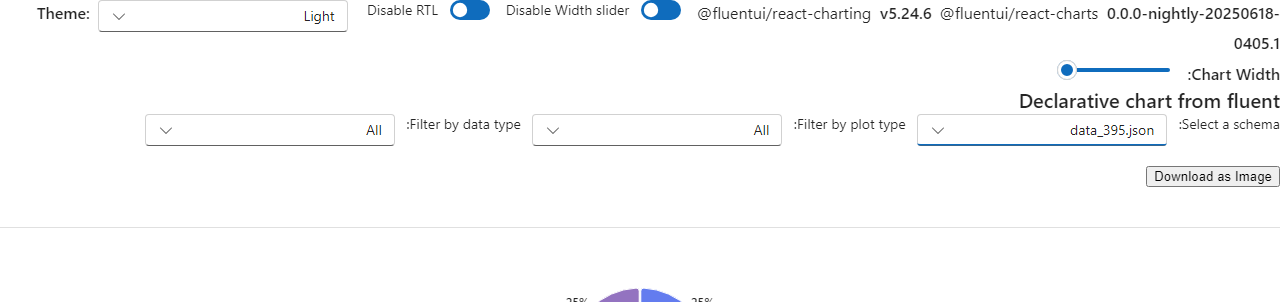 Theme: Light Disable RTL Disable Width slider @fluentui/react-charting v5.24.6 @fluentui/react-charts 0.0.0-nightly-20250618-
0405.1
:Chart Width
Declarative chart from fluent
:Select a schema data_395.json :Filter by plot type All :Filter by data type All
Download as Image
25% 25%